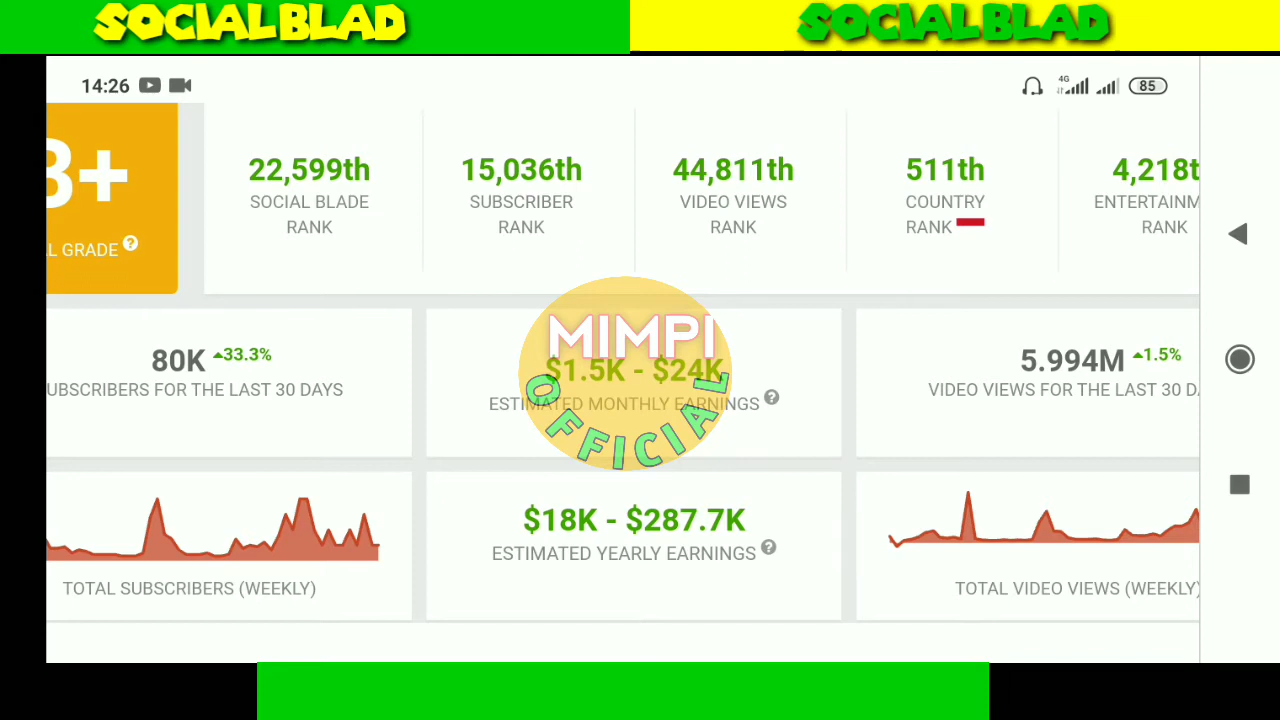 SOCIALBLAD SOCIALBLAD
14:26 4G 85
B+
L GRADE ?
22,599th
SOCIAL BLADE
RANK
15,036th
SUBSCRIBER
RANK
44,811th
VIDEO VIEWS
RANK
511th
COUNTRY
RANK
4,218t
ENTERTAINM
RANK
80K 33.3%
UBSCRIBERS FOR THE LAST 30 DAYS
$1.5K - $24K
ESTIMATED MONTHLY EARNINGS ?
MIMPI
OFFICIAL
5.994M 1.5%
VIDEO VIEWS FOR THE LAST 30 DA
TOTAL SUBSCRIBERS (WEEKLY)
$18K - $287.7K
ESTIMATED YEARLY EARNINGS ?
TOTAL VIDEO VIEWS (WEEKLY)